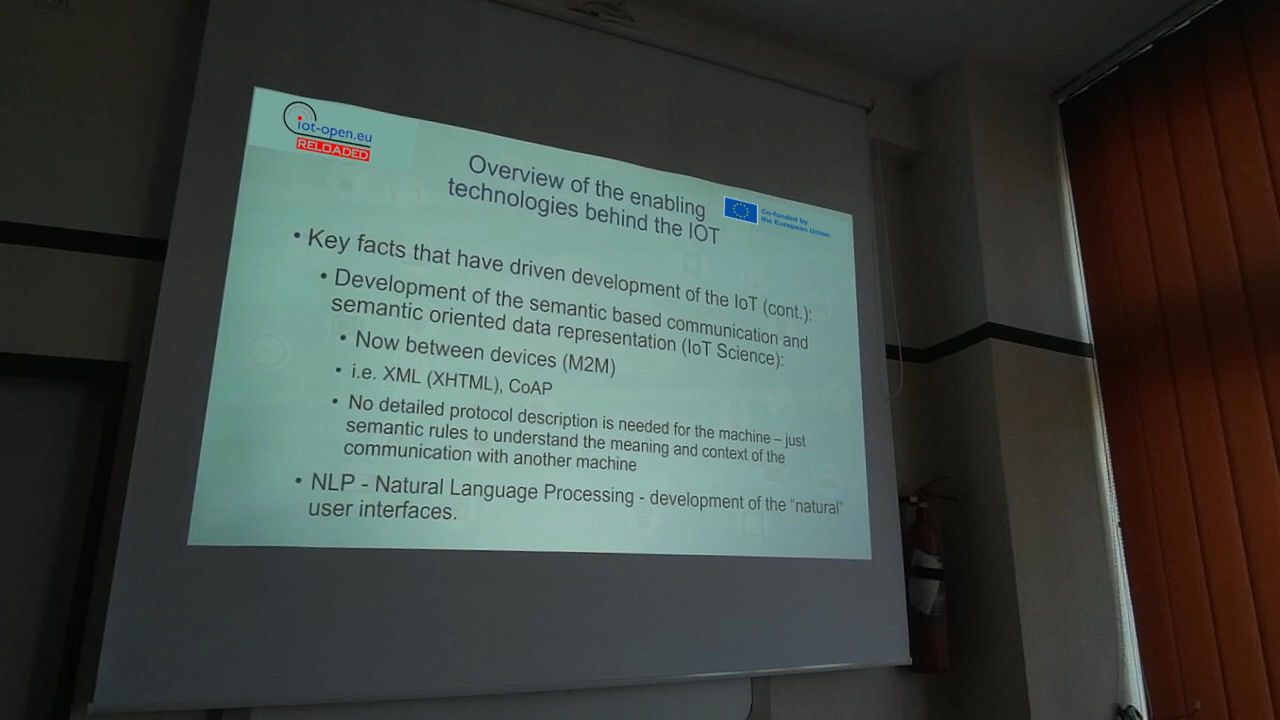 iot-open.eu
RELOADED
Overview of the enabling
technologies behind the IOT
Co-funded by
the European Union
• Key facts that have driven development of the IoT (cont.):
• Development of the semantic based communication and
semantic oriented data representation (IoT Science):
• Now between devices (M2M)
• i.e. XML (XHTML), CoAP
• No detailed protocol description is needed for the machine – just
semantic rules to understand the meaning and context of the
communication with another machine
• NLP - Natural Language Processing - development of the “natural”
user interfaces.